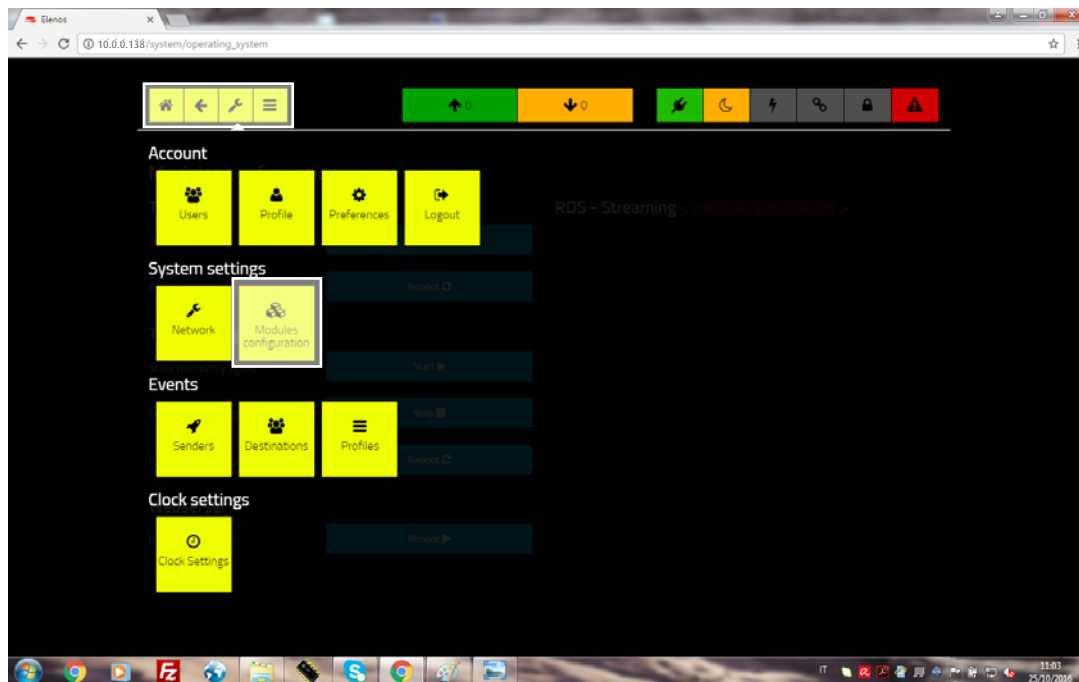 Elenos
10.0.0.138/system/operating_system
0
0
Account
Users
Profile
Preferences
Logout
RDS - Streaming < module not present >
System settings
Reboot
Network
Modules
configuration
Start telemetry agent
Start
Events
Stop
Senders
Destinations
Profiles
Reboot
Clock settings
Webserver
Reboot
Clock Settings
IT
11:03
25/10/2016